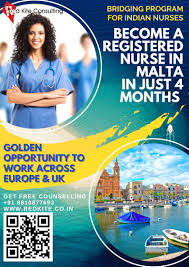 Red Kite Consulting
BRIDGING PROGRAM
FOR INDIAN NURSES
BECOME A
REGISTERED
NURSE IN
MALTA
IN JUST 4
MONTHS
GOLDEN
OPPORTUNITY TO
WORK ACROSS
EUROPE & UK
GET FREE COUNSELLING
WWW.REDKITE.CO.IN